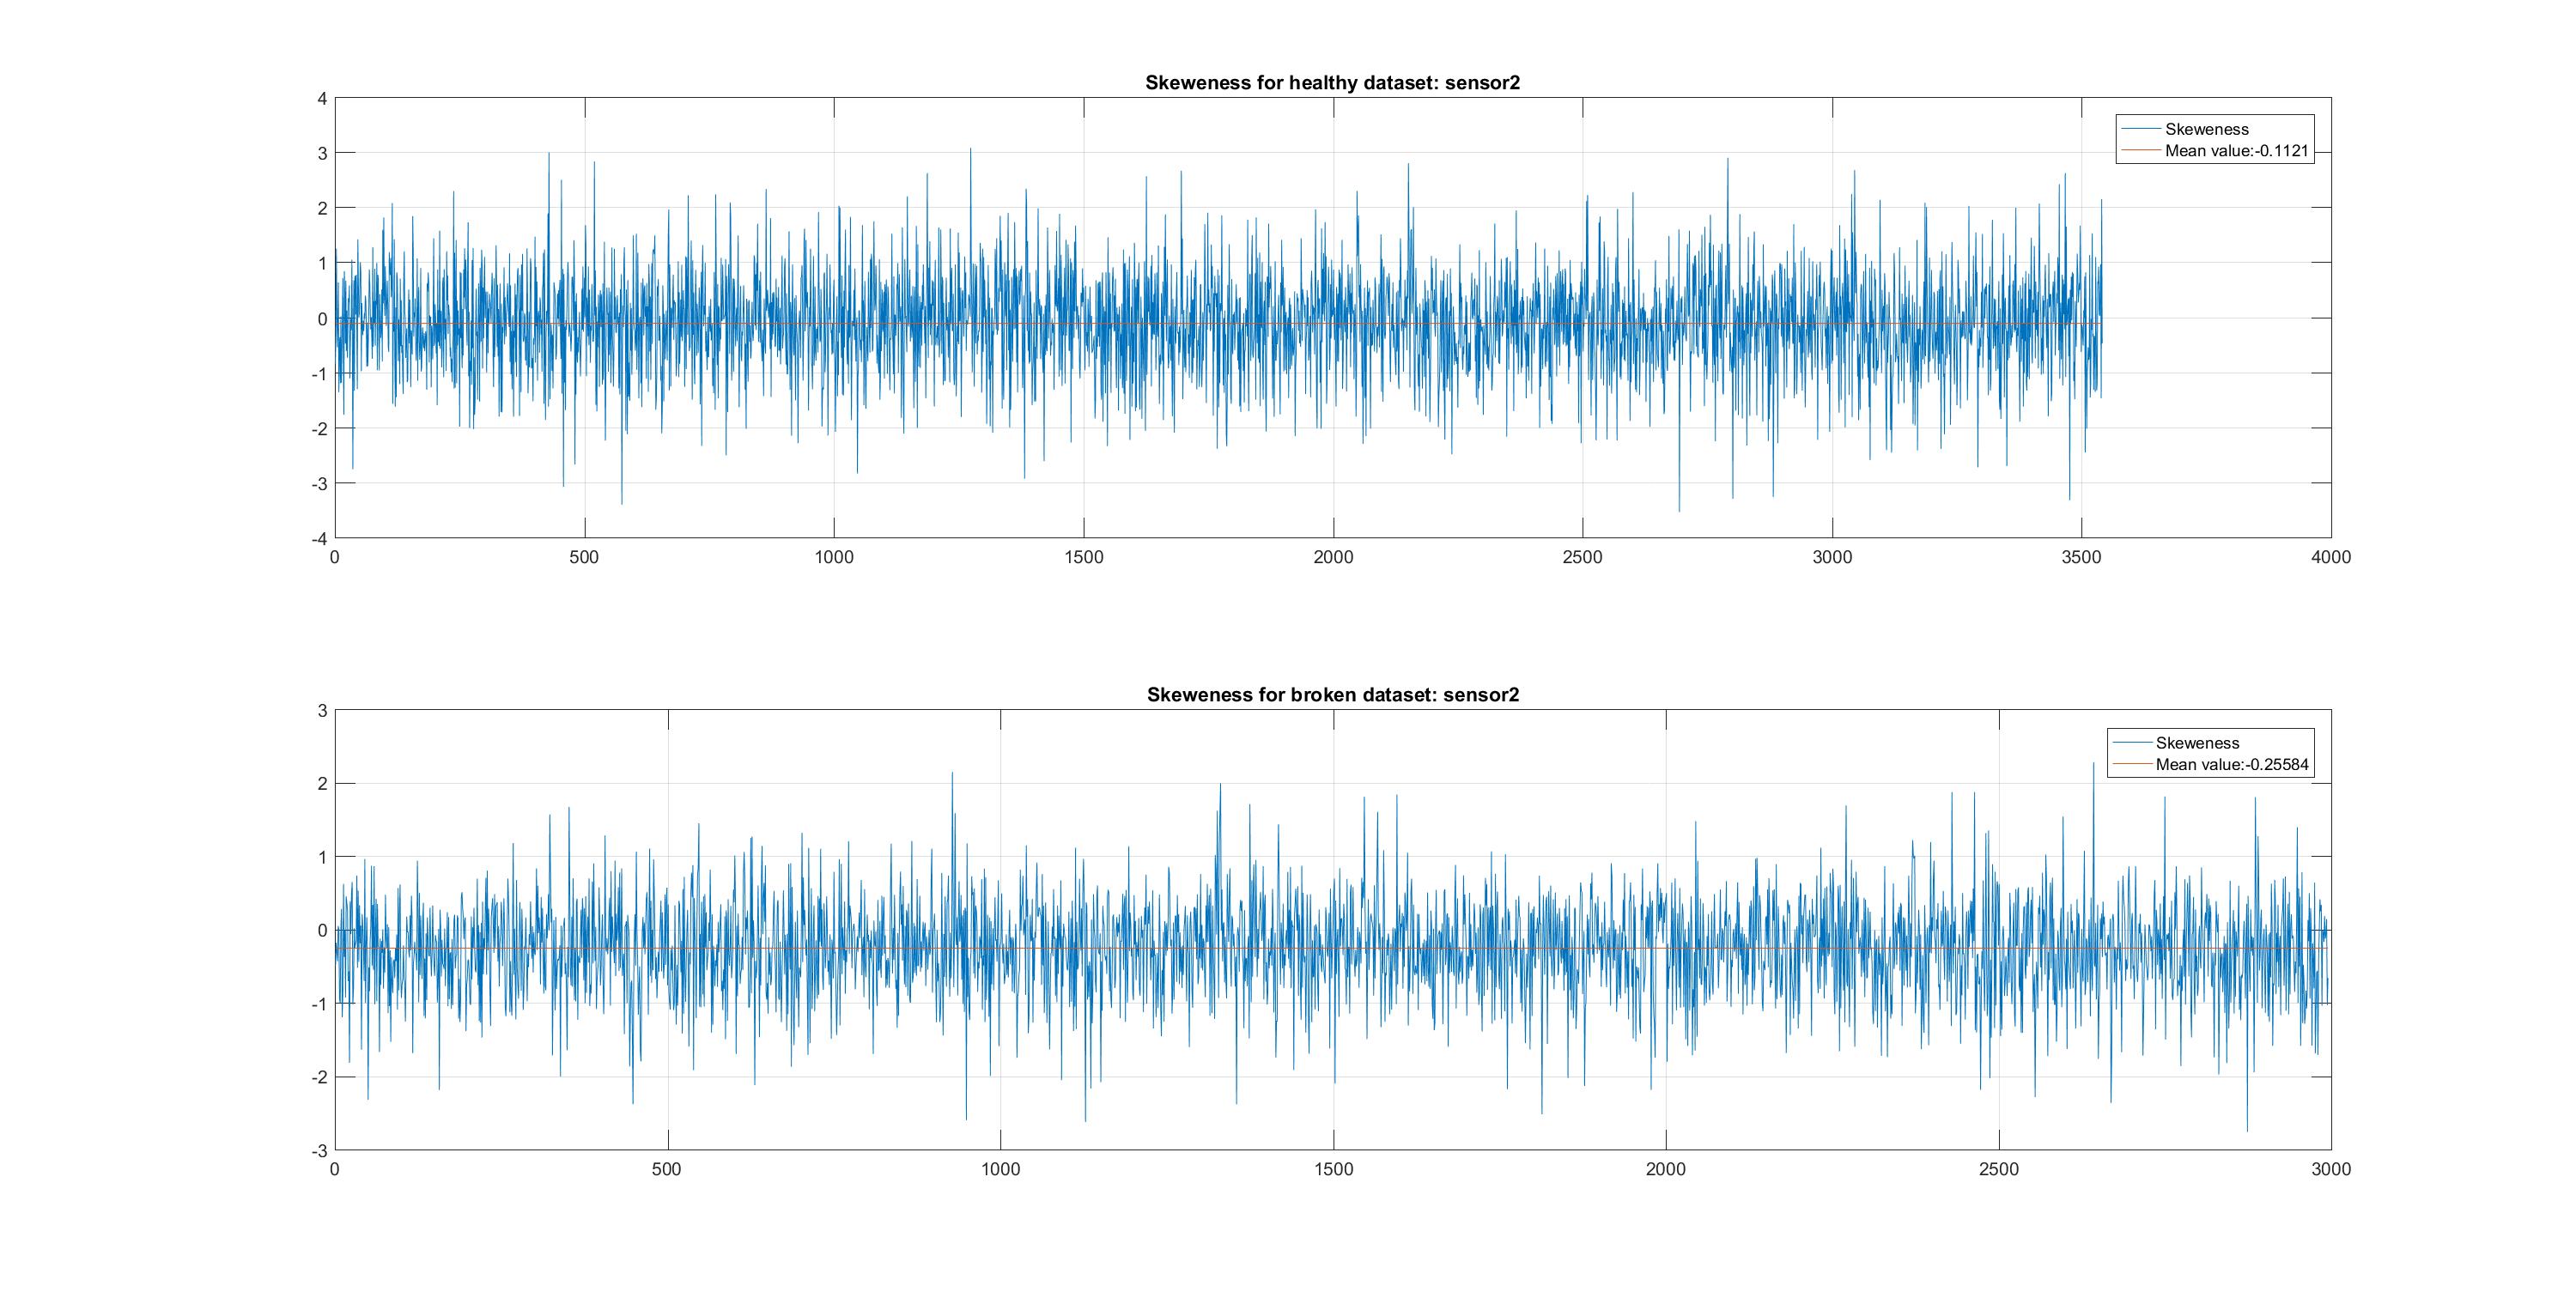 Skeweness for healthy dataset: sensor2
4
3
2
1
0
-1
-2
-3
-4
Skeweness
Mean value:-0.1121
0 500 1000 1500 2000 2500 3000 3500 4000
Skeweness for broken dataset: sensor2
3
2
1
0
-1
-2
-3
Skeweness
Mean value:-0.25584
0 500 1000 1500 2000 2500 3000